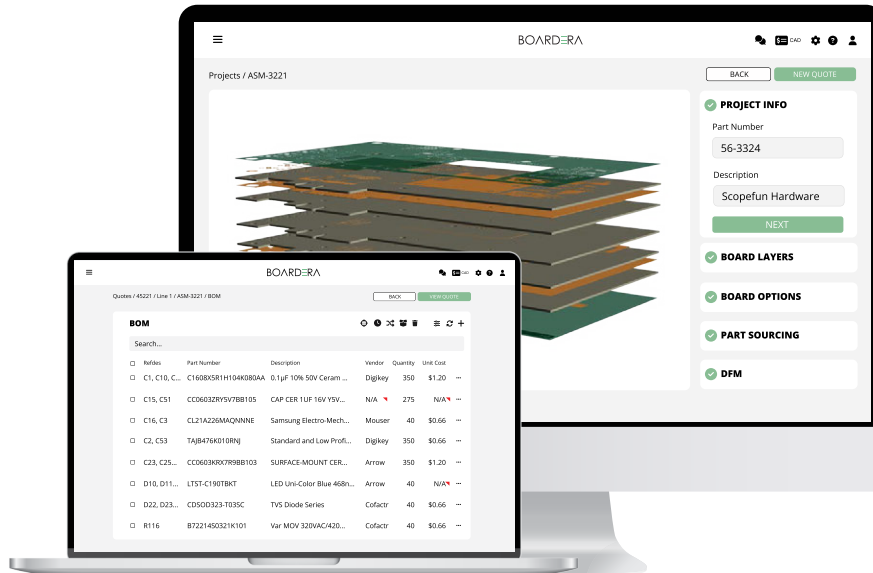 BOARDERA
CAD
Projects / ASM-3221
BACK
NEW QUOTE
PROJECT INFO
Part Number
56-3324
Description
Scopefun Hardware
NEXT
BOARD LAYERS
BOARD OPTIONS
PART SOURCING
DFM
BOARDERA
CAD
Quotes / 45221 / Line 1 / ASM-3221 / BOM
BACK
VIEW QUOTE
BOM
Search...
Refdes Part Number Description Vendor Quantity Unit Cost
C1, C10, C... C1608X5R1H104K080AA 0.1μF 10% 50V Ceram ... Digikey 350 $1.20 ...
C15, C51 CC0603ZRY5V7BB105 CAP CER 1UF 16V Y5V... N/A 275 N/A ...
C16, C3 CL21A226MAQNNNE Samsung Electro-Mech... Mouser 40 $0.66 ...
C2, C53 TAJB476K010RNJ Standard and Low Profi... Digikey 350 $0.66 ...
C23, C25... CC0603KRX7R9BB103 SURFACE-MOUNT CER... Arrow 350 $1.20 ...
D10, D11... LTST-C190TBKT LED Uni-Color Blue 468n... Arrow 40 N/A ...
D22, D23... CDSOD323-T03SC TVS Diode Series Cofactr 40 $0.66 ...
R116 B72214S0321K101 Var MOV 320VAC/420... Cofactr 40 $0.66 ...